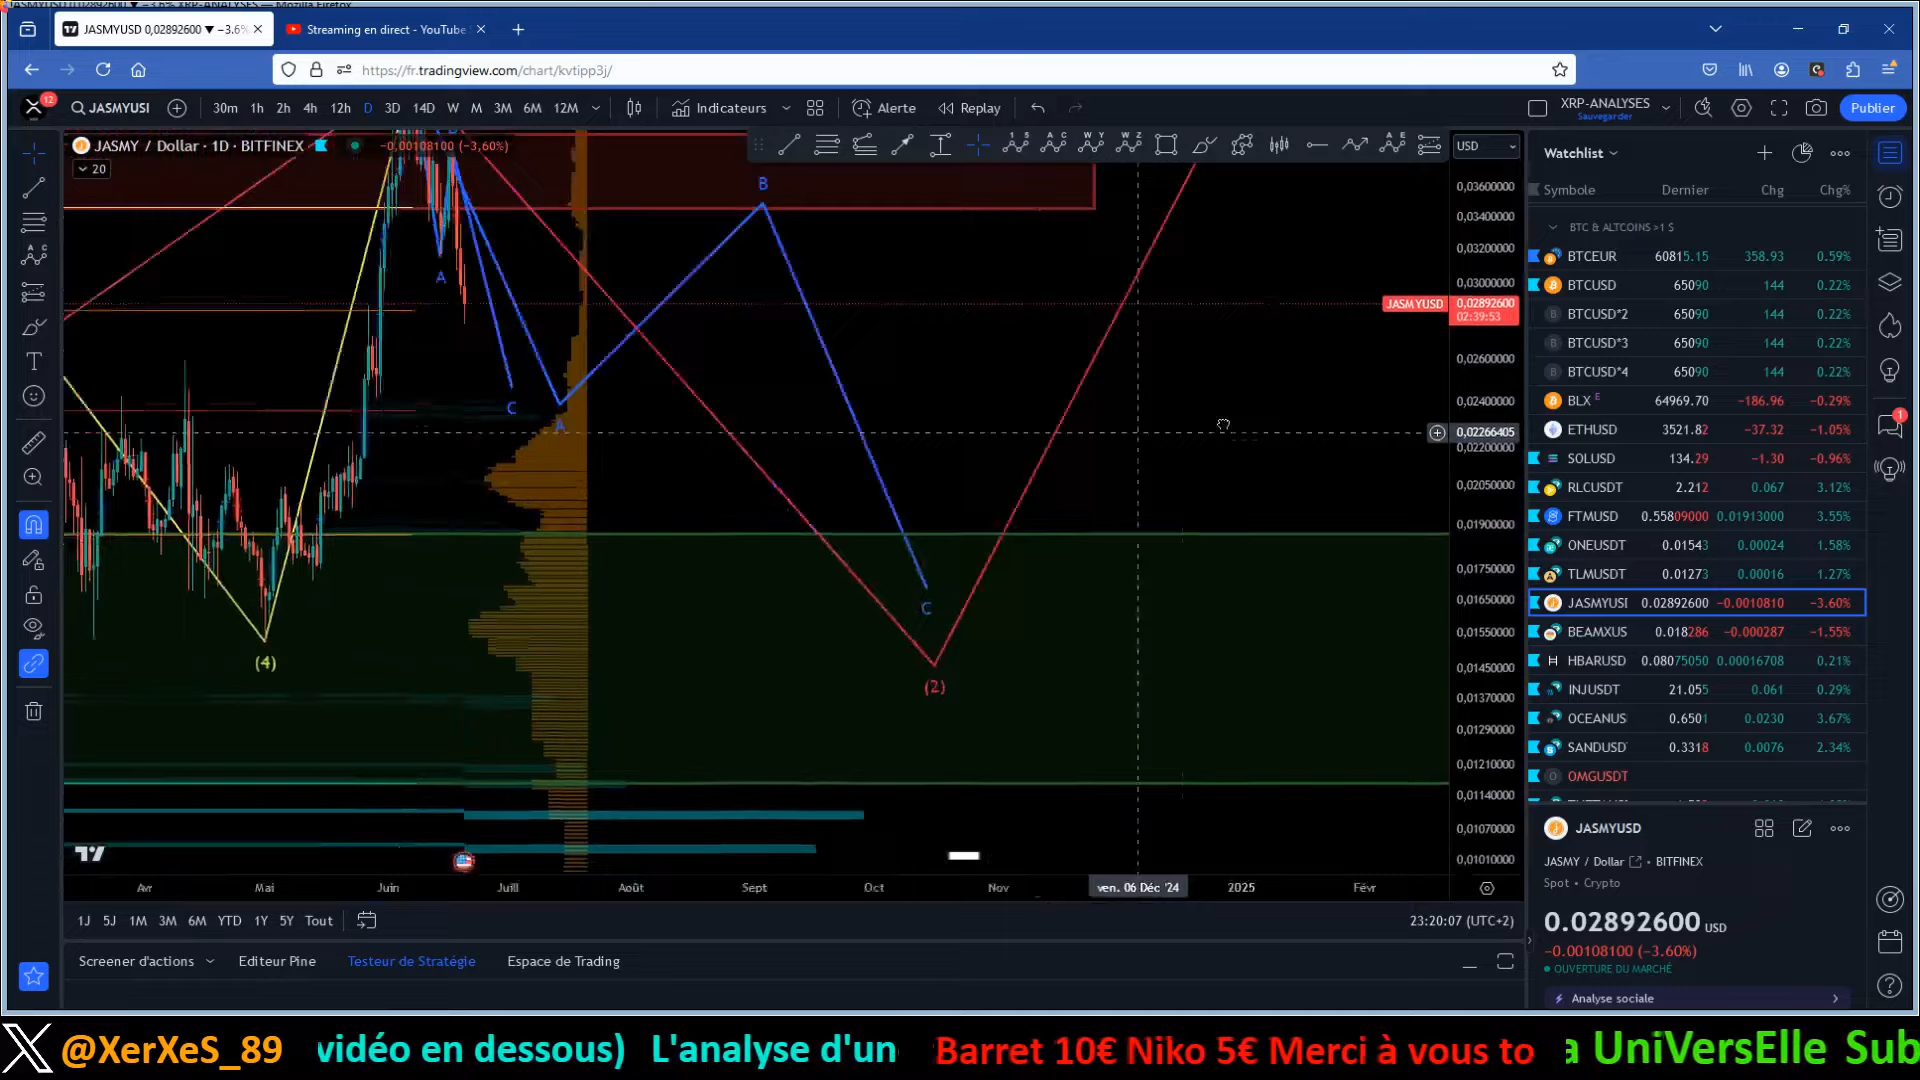 JASMYUSD 0,02892600 ▼ −3.6% XRP-ANALYSES — Mozilla Firefox
JASMYUSD 0,02892600 ▼ −3.6%
Streaming en direct - YouTube
https://fr.tradingview.com/chart/kvtipp3j/
12
JASMYUSI
30m 1h 2h 4h 12h D 3D 14D W M 3M 6M 12M
Indicateurs
Alerte
Replay
XRP-ANALYSES
Sauvegarder
Publier
JASMY / Dollar · 1D · BITFINEX
−0,00108100 (−3,60%)
20
USD
Watchlist
Symbole Dernier Chg Chg%
BTC & ALTCOINS >1 $
BTCEUR 60815.15 358.93 0.59%
BTCUSD 65090 144 0.22%
BTCUSD*2 65090 144 0.22%
BTCUSD*3 65090 144 0.22%
BTCUSD*4 65090 144 0.22%
BLX E 64969.70 −186.96 −0.29%
ETHUSD 3521.82 −37.32 −1.05%
SOLUSD 134.29 −1.30 −0.96%
RLCUSDT 2.212 0.067 3.12%
FTMUSD 0.55809000 0.01913000 3.55%
ONEUSDT 0.01543 0.00024 1.58%
TLMUSDT 0.01273 0.00016 1.27%
JASMYUSI 0.02892600 −0.0010810 −3.60%
BEAMXUS 0.018286 −0.000287 −1.55%
HBARUSD 0.08075050 0.00016708 0.21%
INJUSDT 21.055 0.061 0.29%
OCEANUS 0.6501 0.0230 3.67%
SANDUSD 0.3318 0.0076 2.34%
OMGUSDT
0,03600000
0,03400000
0,03200000
0,03000000
JASMYUSD 0,02892600
02:39:53
0,02600000
0,02400000
0,02266405
0,02200000
0,02050000
0,01900000
0,01750000
0,01650000
0,01550000
0,01450000
0,01370000
0,01290000
0,01210000
0,01140000
0,01070000
0,01010000
B
A
C
A
C
(4)
(2)
Avr Mai Juin Juill Août Sept Oct Nov ven. 06 Déc '24 2025 Févr
1J 5J 1M 3M 6M YTD 1Y 5Y Tout
23:20:07 (UTC+2)
Screener d'actions Editeur Pine Testeur de Stratégie Espace de Trading
1
JASMYUSD
JASMY / Dollar • BITFINEX
Spot • Crypto
0.02892600 USD
−0.00108100 (−3.60%)
OUVERTURE DU MARCHÉ
Analyse sociale
@XerXeS_89 vidéo en dessous) L'analyse d'un Barret 10€ Niko 5€ Merci à vous to a UniVersElle Sub